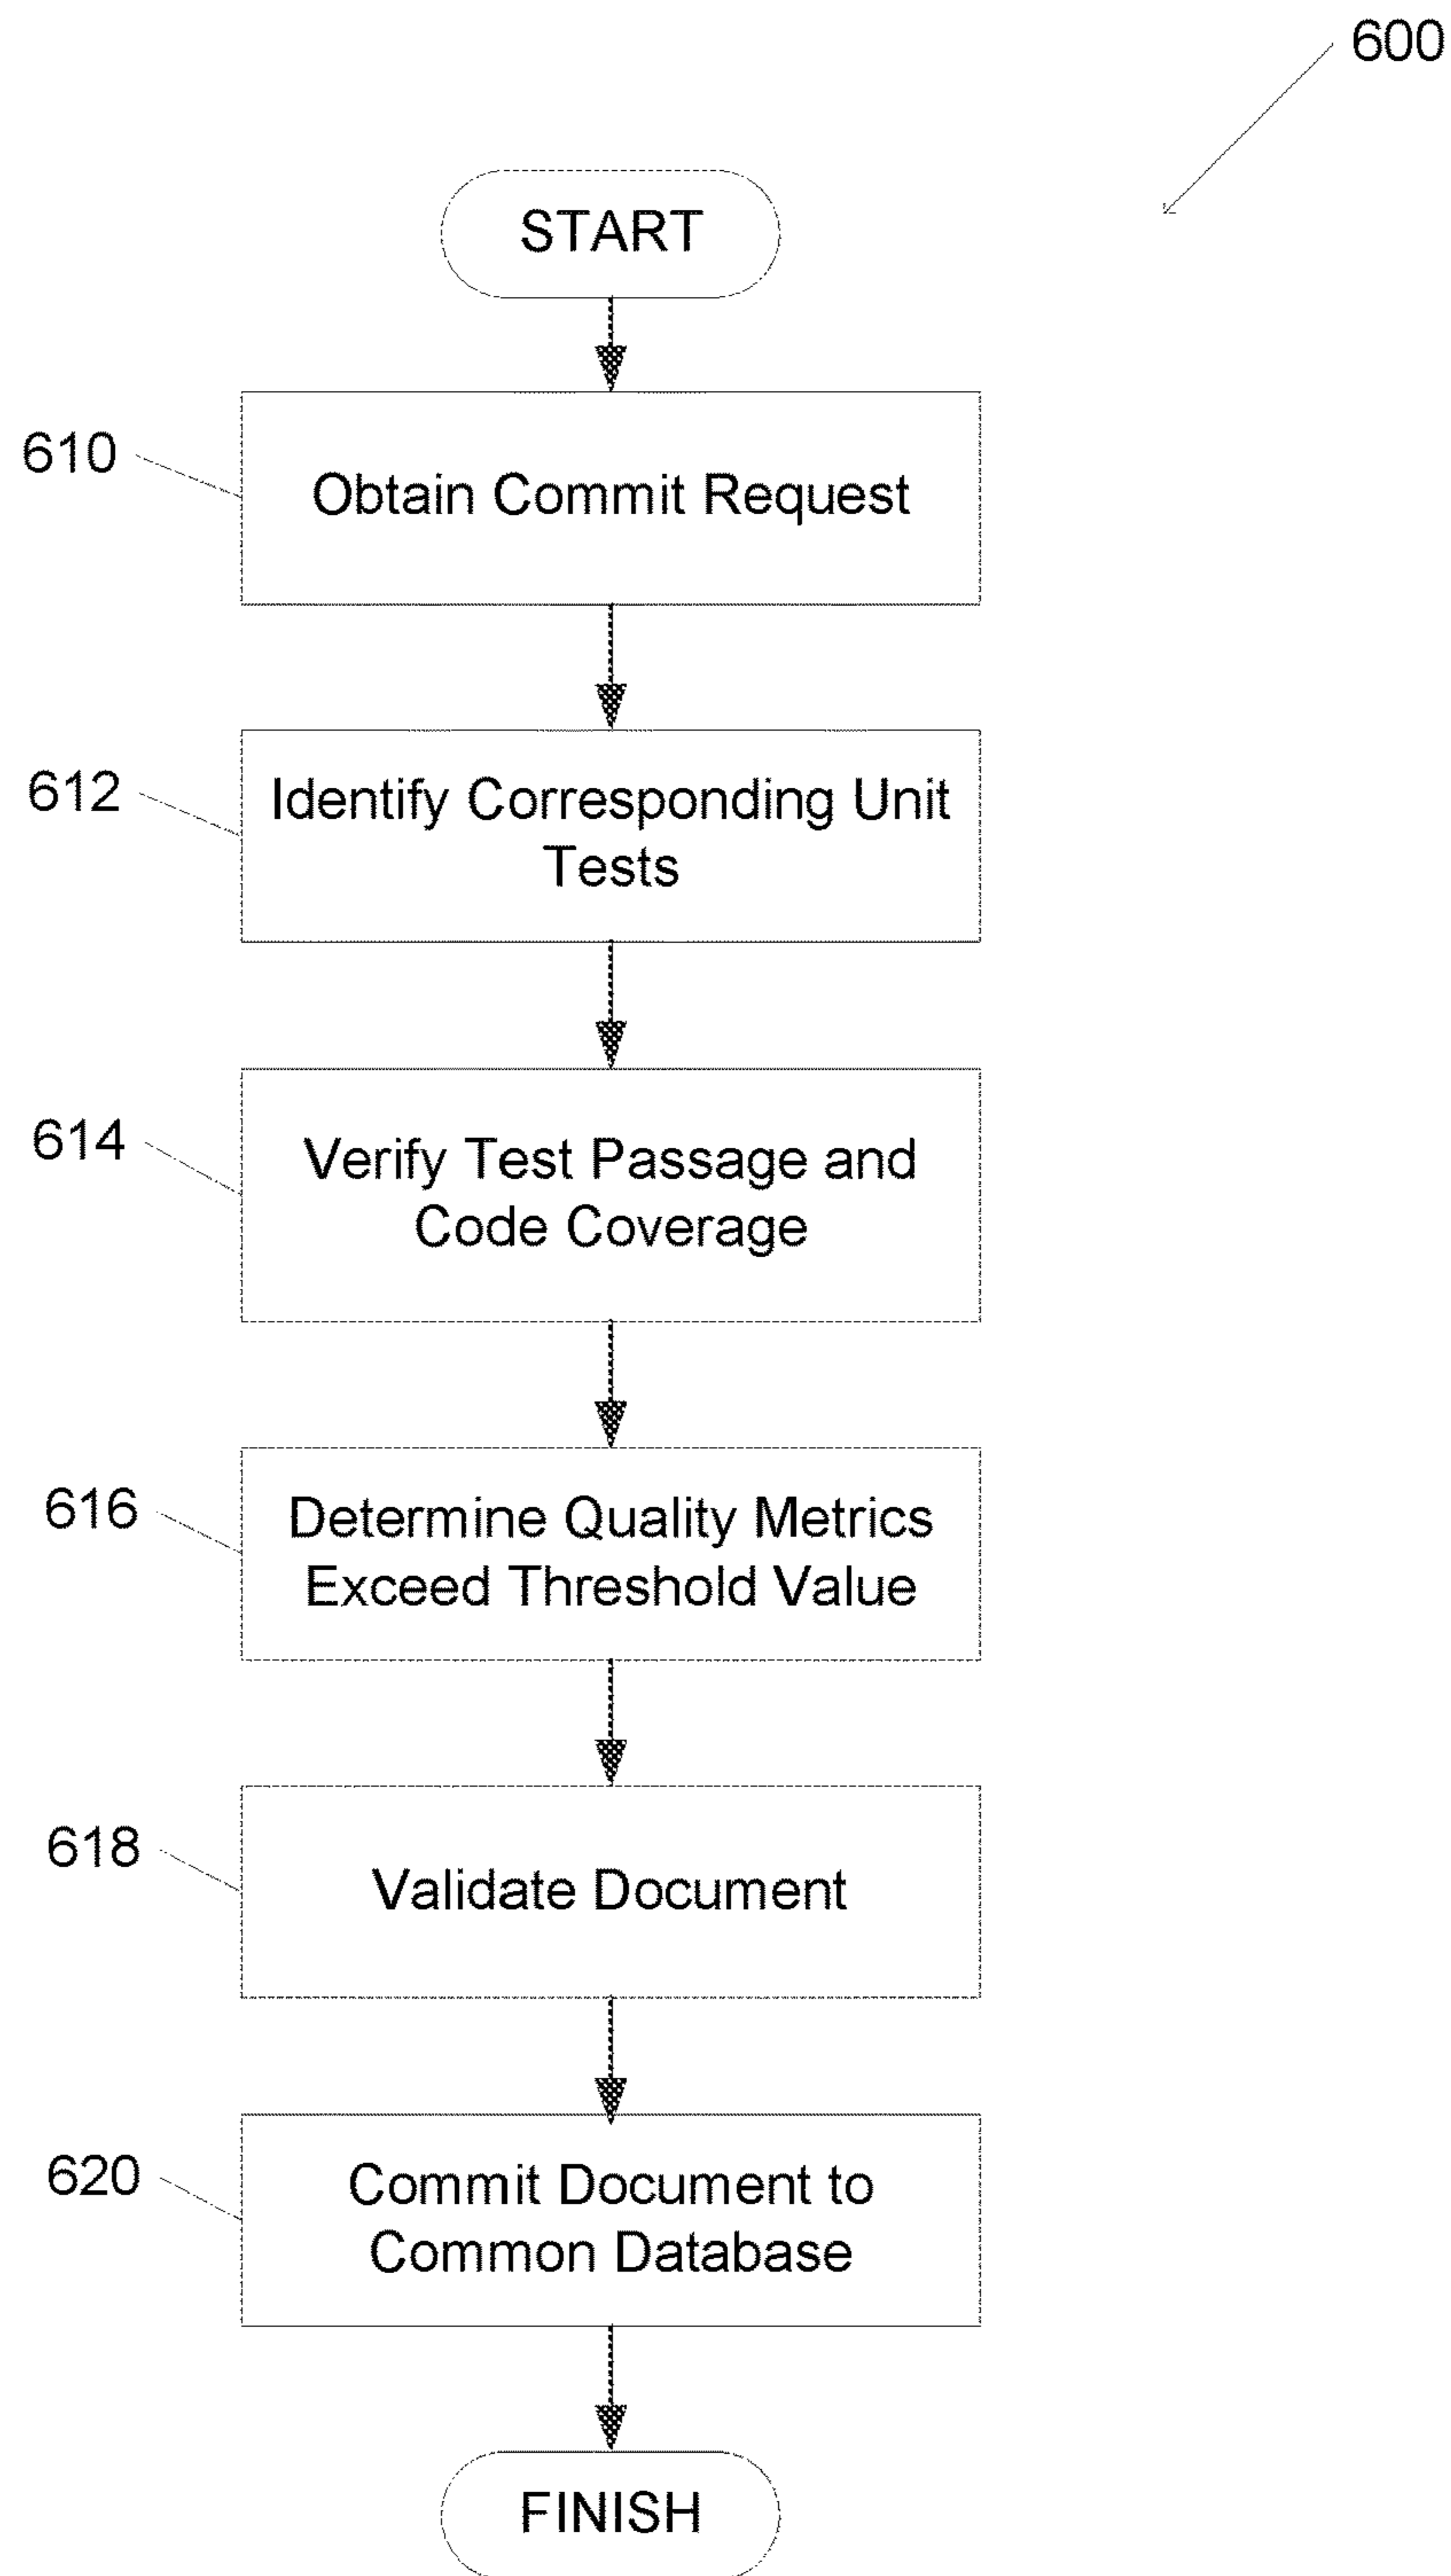 600
START
610
Obtain Commit Request
612
Identify Corresponding Unit
Tests
614
Verify Test Passage and
Code Coverage
616
Determine Quality Metrics
Exceed Threshold Value
618
Validate Document
620
Commit Document to
Common Database
FINISH